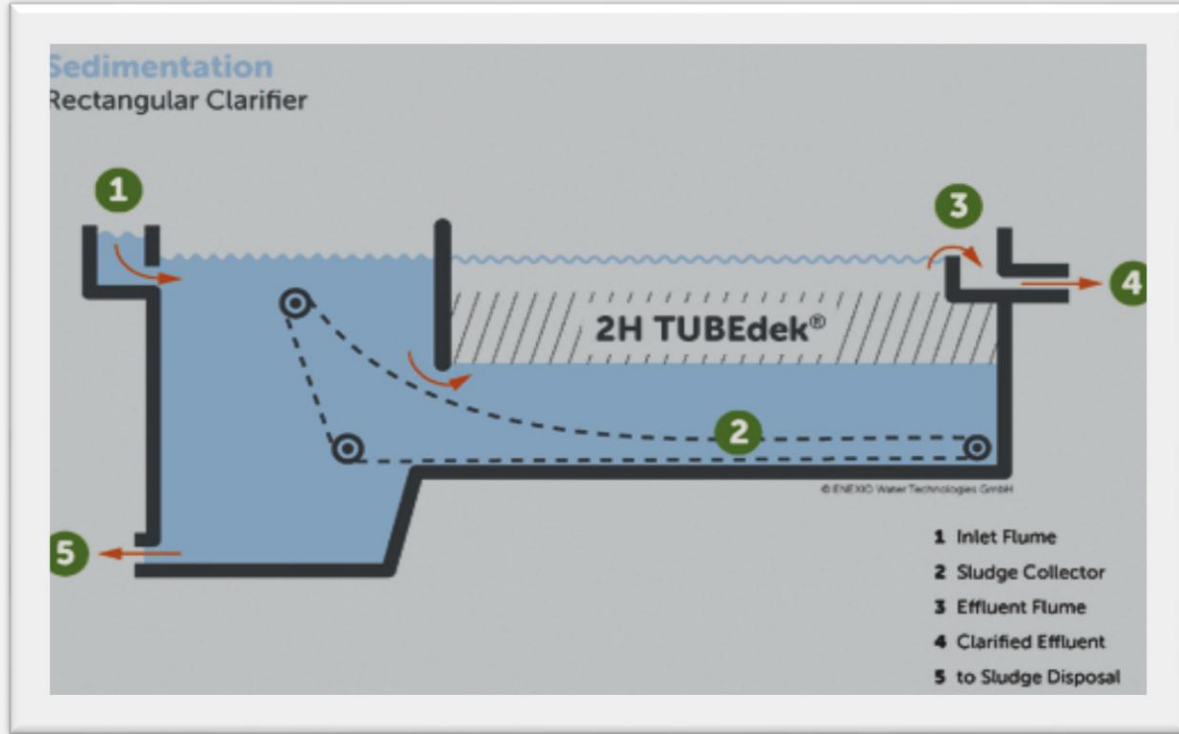 Sedimentation
Rectangular Clarifier
1
3
4
2H TUBEdek®
2
© ENEXIO Water Technologies GmbH
5
1 Inlet Flume
2 Sludge Collector
3 Effluent Flume
4 Clarified Effluent
5 to Sludge Disposal